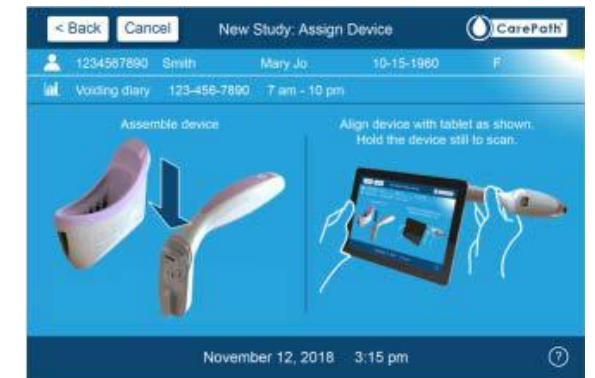 < Back Cancel New Study: Assign Device CarePath
1234567890 Smith Mary Jo 10-15-1960 F
Voiding diary 123-456-7890 7 am - 10 pm
Assemble device
Align device with tablet as shown.
Hold the device still to scan.
November 12, 2018 3:15 pm ?